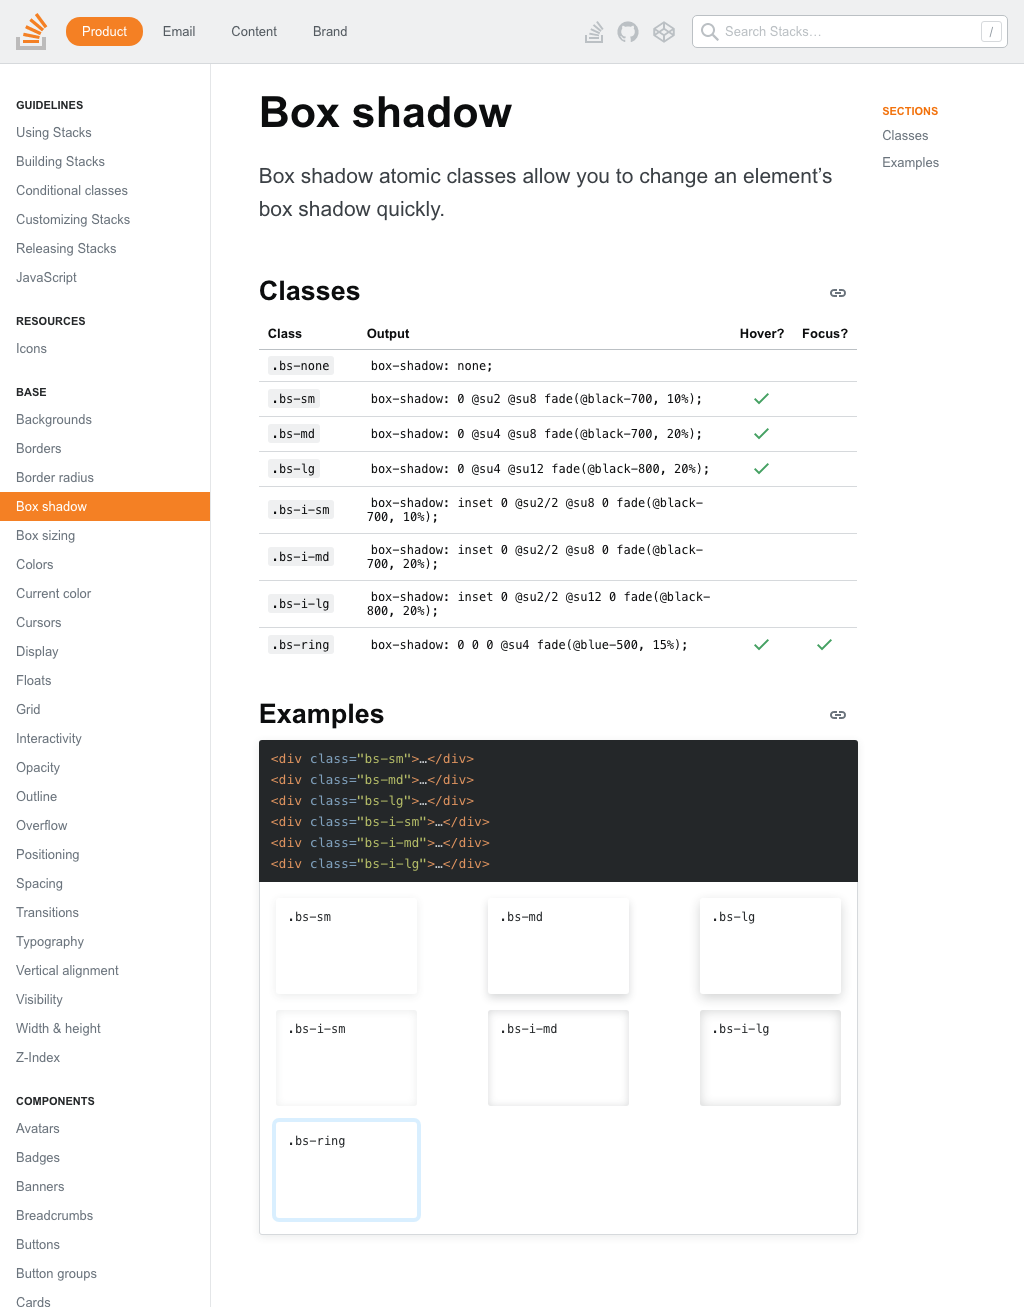 Product
Email
Content
Brand
Search Stacks…
/
GUIDELINES
Using Stacks
Building Stacks
Conditional classes
Customizing Stacks
Releasing Stacks
JavaScript
RESOURCES
Icons
BASE
Backgrounds
Borders
Border radius
Box shadow
Box sizing
Colors
Current color
Cursors
Display
Floats
Grid
Interactivity
Opacity
Outline
Overflow
Positioning
Spacing
Transitions
Typography
Vertical alignment
Visibility
Width & height
Z-Index
COMPONENTS
Avatars
Badges
Banners
Breadcrumbs
Buttons
Button groups
Cards
Box shadow
Box shadow atomic classes allow you to change an element’s
box shadow quickly.
Classes
Class Output Hover? Focus?
.bs-none box-shadow: none;
.bs-sm box-shadow: 0 @su2 @su8 fade(@black-700, 10%);
.bs-md box-shadow: 0 @su4 @su8 fade(@black-700, 20%);
.bs-lg box-shadow: 0 @su4 @su12 fade(@black-800, 20%);
.bs-i-sm box-shadow: inset 0 @su2/2 @su8 0 fade(@black-
700, 10%);
.bs-i-md box-shadow: inset 0 @su2/2 @su8 0 fade(@black-
700, 20%);
.bs-i-lg box-shadow: inset 0 @su2/2 @su12 0 fade(@black-
800, 20%);
.bs-ring box-shadow: 0 0 0 @su4 fade(@blue-500, 15%);
Examples
<div class="bs-sm">…</div>
<div class="bs-md">…</div>
<div class="bs-lg">…</div>
<div class="bs-i-sm">…</div>
<div class="bs-i-md">…</div>
<div class="bs-i-lg">…</div>
.bs-sm
.bs-md
.bs-lg
.bs-i-sm
.bs-i-md
.bs-i-lg
.bs-ring
SECTIONS
Classes
Examples